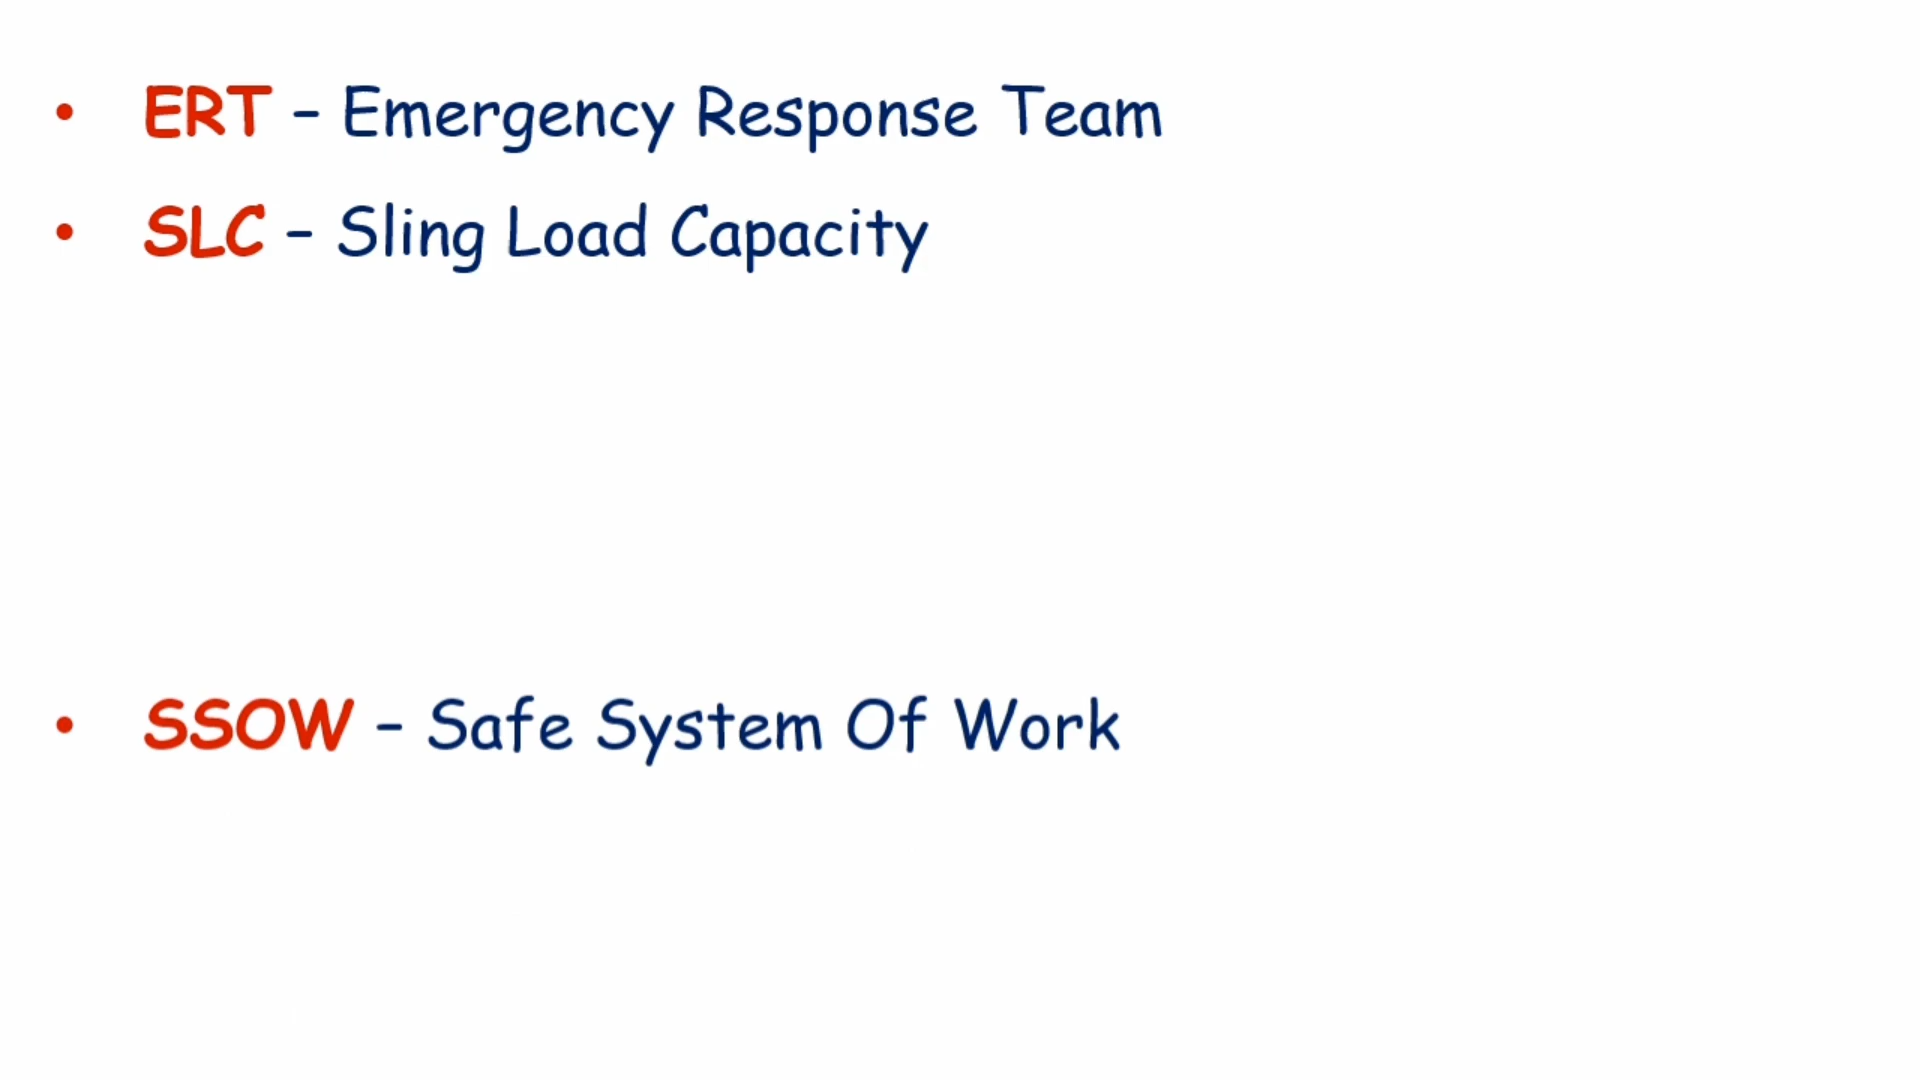 • ERT – Emergency Response Team
• SLC – Sling Load Capacity
• SSOW – Safe System Of Work